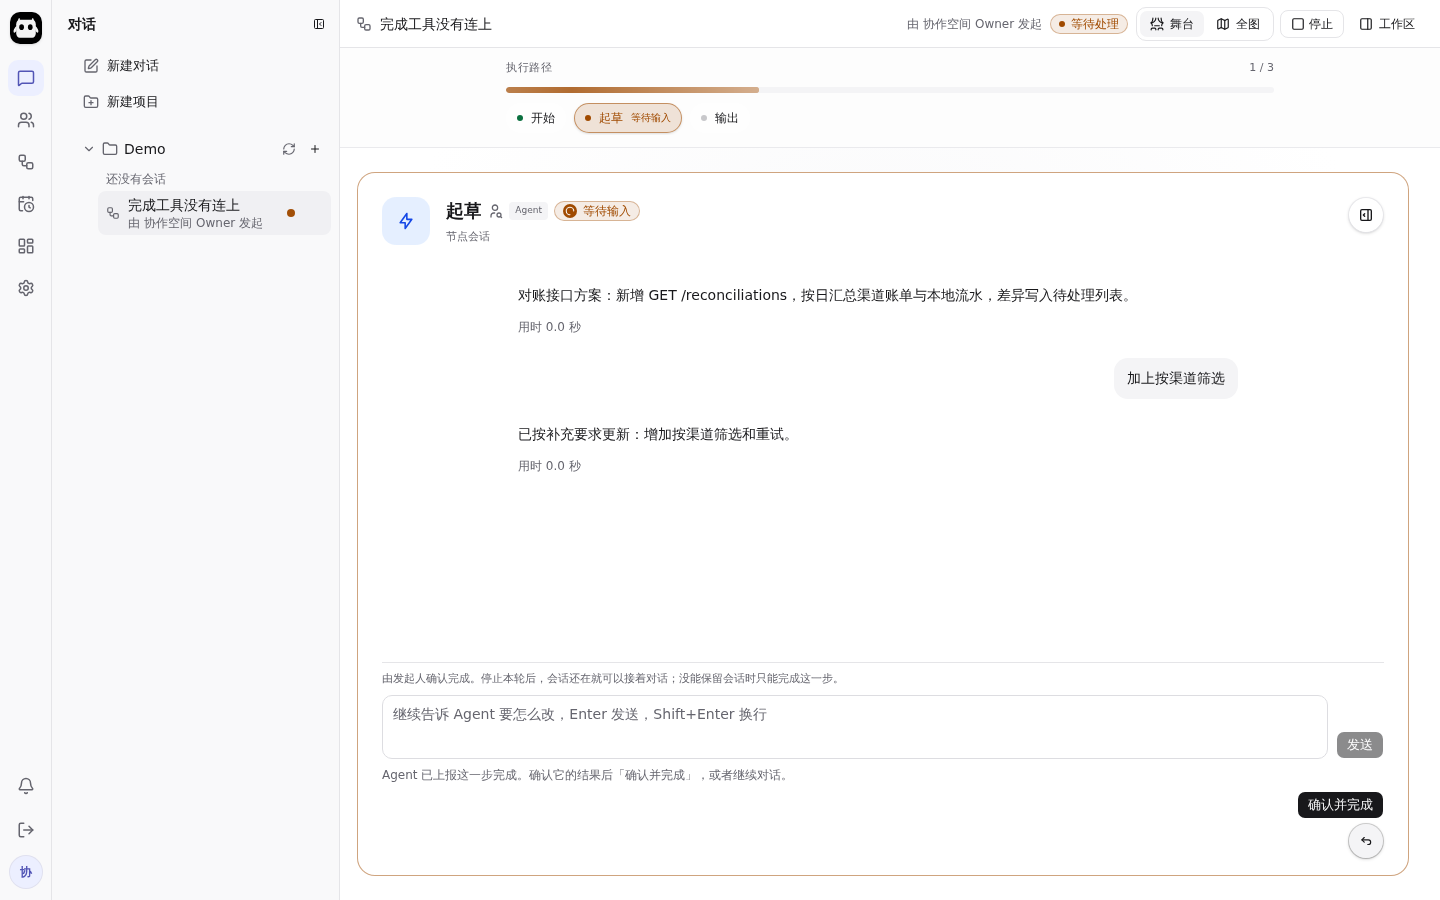 对话
新建对话
新建项目
Demo
还没有会话
完成工具没有连上
由 协作空间 Owner 发起
协
完成工具没有连上
由 协作空间 Owner 发起
等待处理
舞台
全图
停止
工作区
执行路径
1 / 3
开始
起草 等待输入
输出
起草
Agent
等待输入
节点会话
对账接口方案：新增 GET /reconciliations，按日汇总渠道账单与本地流水，差异写入待处理列表。
用时 0.0 秒
加上按渠道筛选
已按补充要求更新：增加按渠道筛选和重试。
用时 0.0 秒
由发起人确认完成。停止本轮后，会话还在就可以接着对话；没能保留会话时只能完成这一步。
继续告诉 Agent 要怎么改，Enter 发送，Shift+Enter 换行
发送
Agent 已上报这一步完成。确认它的结果后「确认并完成」，或者继续对话。
确认并完成